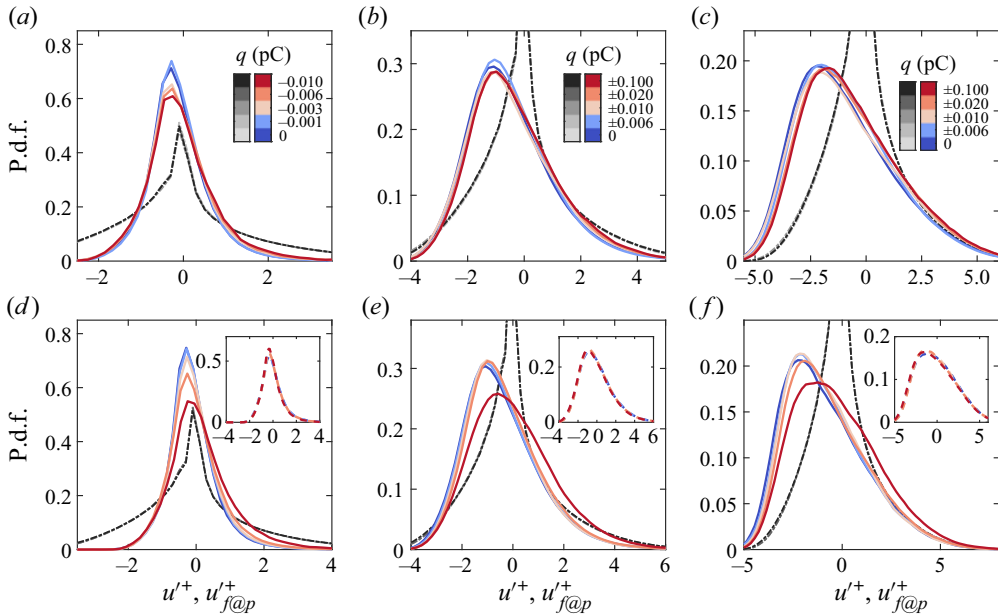 (a)
(b)
(c)
0.8
0.6
0.4
0.2
0
P.d.f.
q (pC)
−0.010
−0.006
−0.003
−0.001
0
−2 0 2
0.3
0.2
0.1
0
q (pC)
±0.100
±0.020
±0.010
±0.006
0
−4 −2 0 2 4
0.20
0.15
0.10
0.05
0
q (pC)
±0.100
±0.020
±0.010
±0.006
0
−5.0 −2.5 0 2.5 5.0
(d)
(e)
(f)
0.8
0.6
0.4
0.2
0
P.d.f.
0.5
0
−4 −2 0 2 4
−2 0 2 4
u′+, u′+f@p
0.3
0.2
0.1
0
0.2
0
−4 −2 0 2 4 6
−4 −2 0 2 4 6
u′+, u′+f@p
0.20
0.15
0.10
0.05
0
0.2
0.1
0
−5 0 5
−5 0 5
u′+, u′+f@p